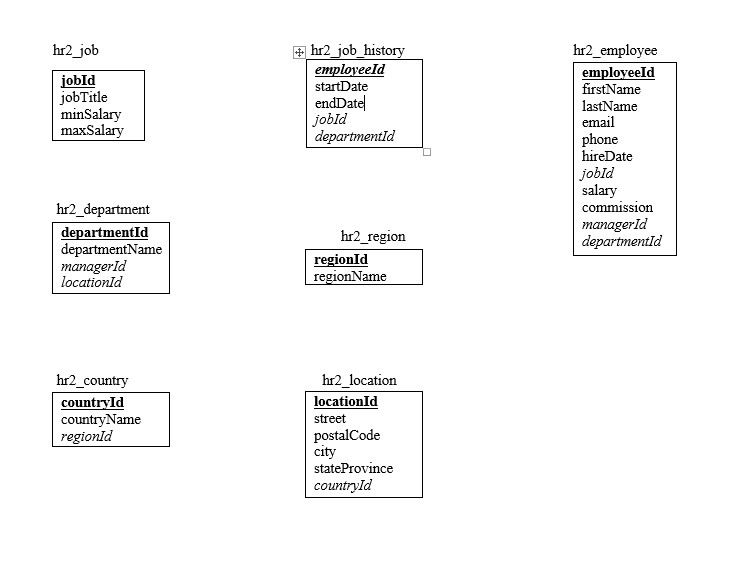 hr2_job
jobId
jobTitle
minSalary
maxSalary
hr2_job_history
employeeId
startDate
endDate
jobId
departmentId
hr2_employee
employeeId
firstName
lastName
email
phone
hireDate
jobId
salary
commission
managerId
departmentId
hr2_department
departmentId
departmentName
managerId
locationId
hr2_region
regionId
regionName
hr2_country
countryId
countryName
regionId
hr2_location
locationId
street
postalCode
city
stateProvince
countryId